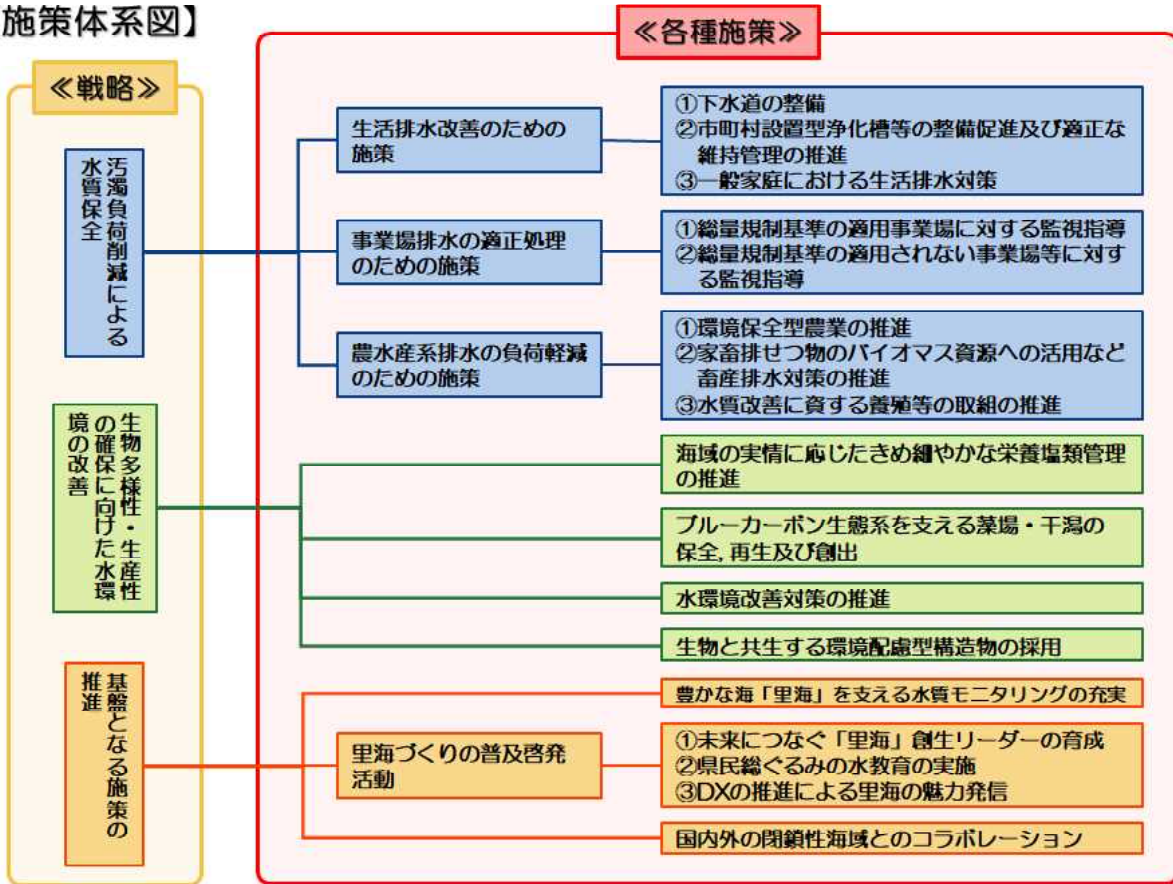 施策体系図】
≪各種施策≫
≪戦略≫
汚濁負荷削減による
水質保全
生活排水改善のための
施策
①下水道の整備
②市町村設置型浄化槽等の整備促進及び適正な
維持管理の推進
③一般家庭における生活排水対策
事業場排水の適正処理
のための施策
①総量規制基準の適用事業場に対する監視指導
②総量規制基準の適用されない事業場等に対す
る監視指導
農水産系排水の負荷軽減
のための施策
①環境保全型農業の推進
②家畜排せつ物のバイオマス資源への活用など
畜産排水対策の推進
③水質改善に資する養殖等の取組の推進
生物多様性・生産性
の確保に向けた水環
境の改善
海域の実情に応じたきめ細やかな栄養塩類管理
の推進
ブルーカーボン生態系を支える藻場・干潟の
保全,再生及び創出
水環境改善対策の推進
生物と共生する環境配慮型構造物の採用
基盤となる施策の
推進
豊かな海「里海」を支える水質モニタリングの充実
里海づくりの普及啓発
活動
①未来につなぐ「里海」創生リーダーの育成
②県民総ぐるみの水教育の実施
③DXの推進による里海の魅力発信
国内外の閉鎖性海域とのコラボレーション